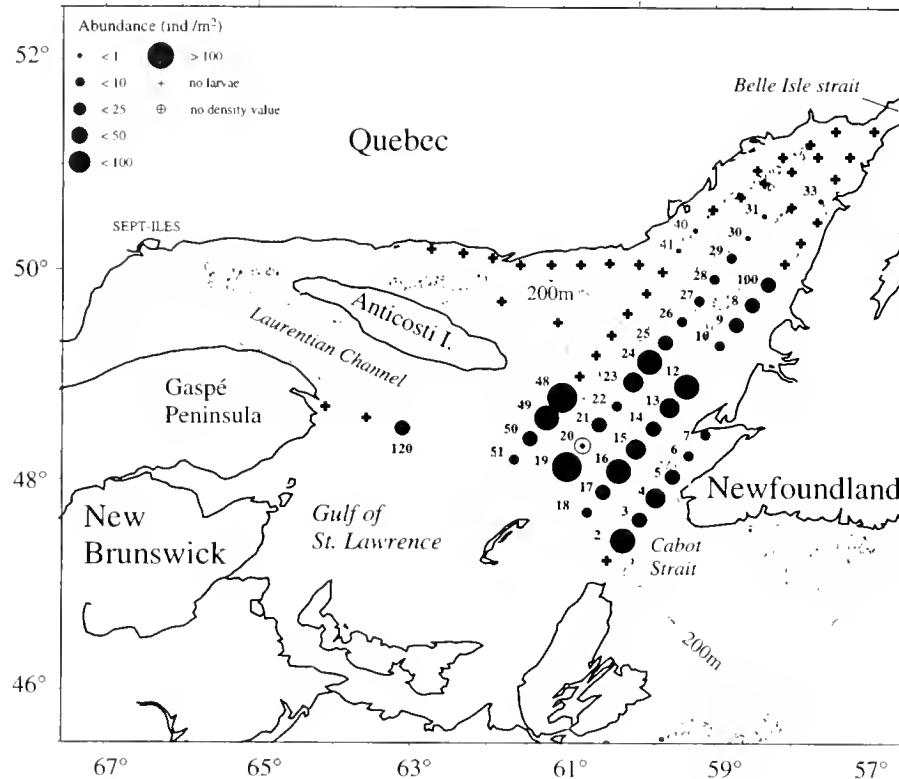 Abundance (ind /m²)
< 1
> 100
< 10
no larvae
< 25
no density value
< 50
< 100
52°
50°
48°
46°
Belle Isle strait
Quebec
SEPT-ILES
200m
Anticosti I.
Laurentian Channel
Gaspé
Peninsula
120
New
Brunswick
Gulf of
St. Lawrence
Newfoundland
Cabot
Strait
200m
33
31
40
30
41
29
28
100
27
8
26
9
25
10
24
12
23
13
48
22
49
21
14
7
50
20
15
6
51
19
16
5
17
4
18
3
2
67°
65°
63°
61°
59°
57°